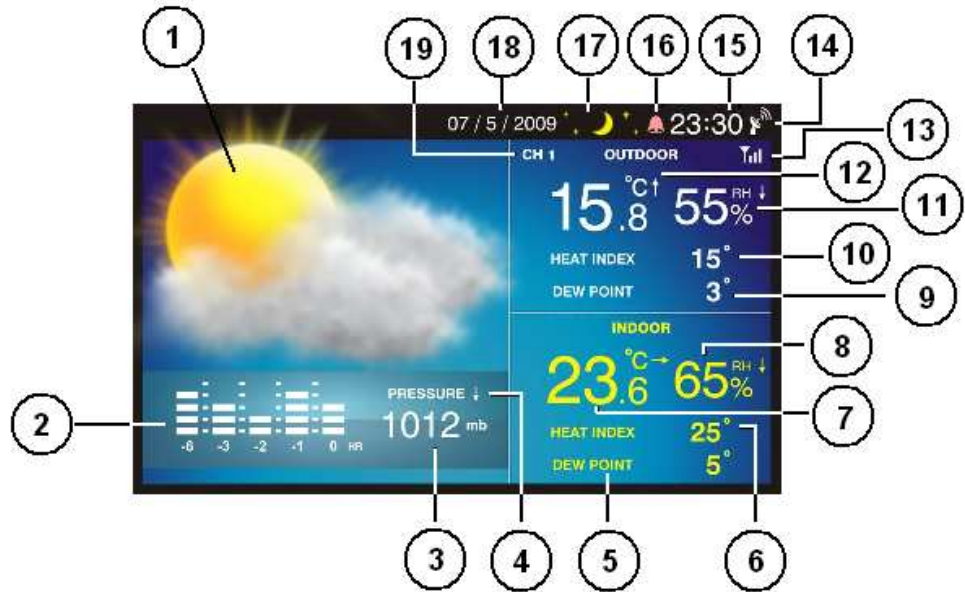 1
19
18
17
16
15
14
07 / 5 / 2009
23:30
CH 1 OUTDOOR
13
15.8 °C↑ 55% RH ↓
12
11
HEAT INDEX 15°
10
DEW POINT 3°
9
INDOOR
23.6 °C→ 65% RH ↓
8
7
HEAT INDEX 25°
DEW POINT 5°
2
PRESSURE ↓
1012 mb
-6 -3 -2 -1 0 HR
3
4
5
6